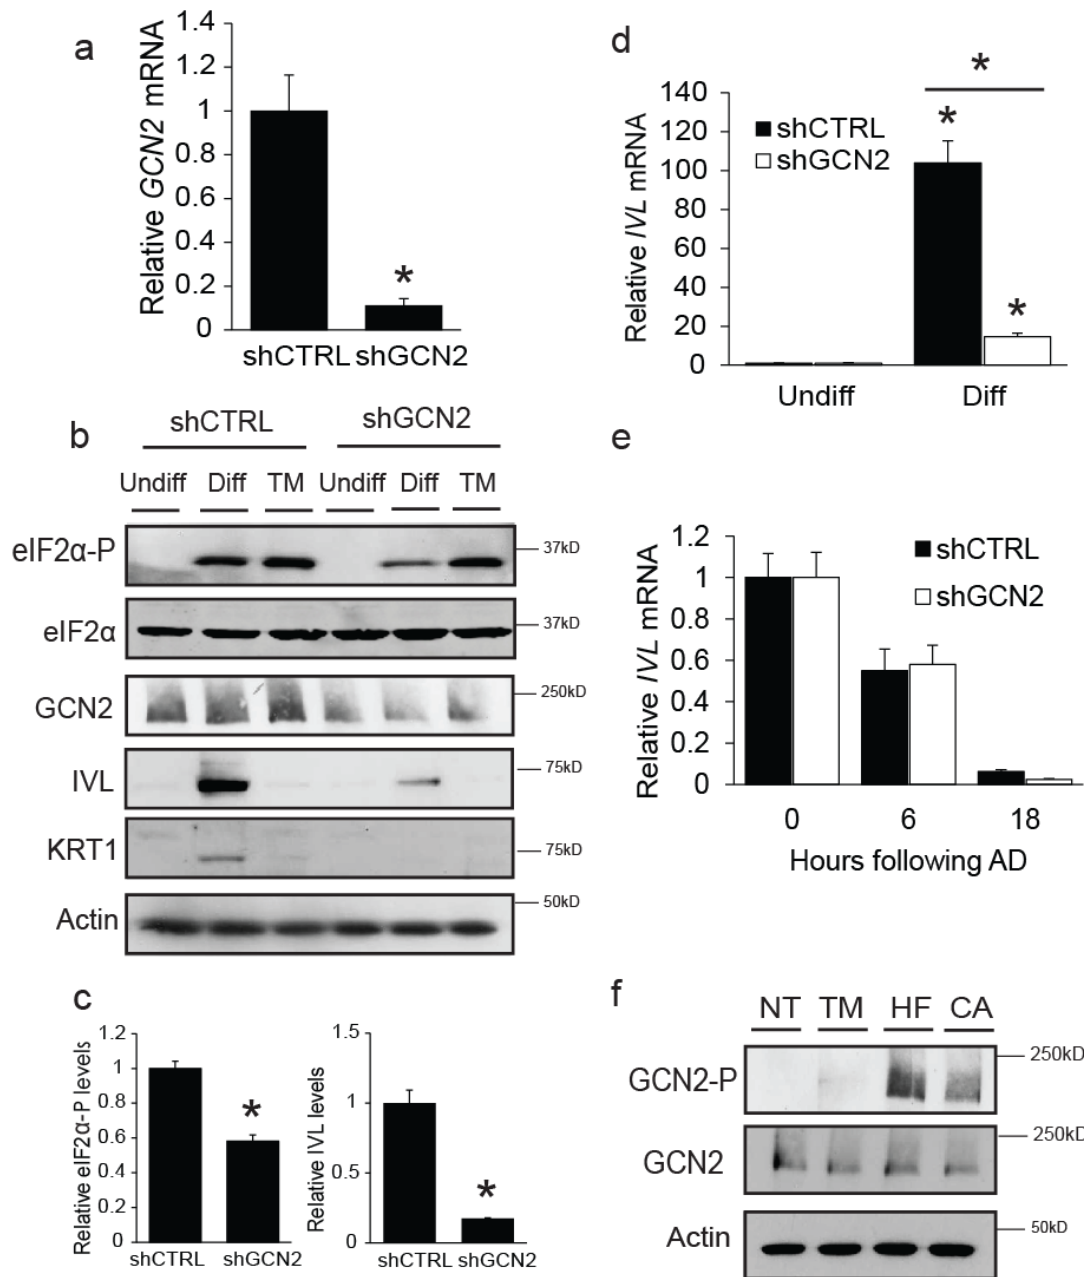 a
Relative GCN2 mRNA
1.4
1.2
1
0.8
0.6
0.4
0.2
0
*
shCTRL shGCN2
b
shCTRL shGCN2
Undiff Diff TM Undiff Diff TM
eIF2α-P
37kD
eIF2α
37kD
GCN2
250kD
IVL
75kD
KRT1
75kD
Actin
50kD
c
Relative eIF2α-P levels
1.2
1
0.8
0.6
0.4
0.2
0
*
shCTRL shGCN2
Relative IVL levels
1.5
1
0.5
0
*
shCTRL shGCN2
d
Relative IVL mRNA
140
120
100
80
60
40
20
0
shCTRL
shGCN2
*
*
*
Undiff Diff
e
Relative IVL mRNA
1.2
1
0.8
0.6
0.4
0.2
0
shCTRL
shGCN2
0 6 18
Hours following AD
f
NT TM HF CA
GCN2-P
250kD
GCN2
250kD
Actin
50kD